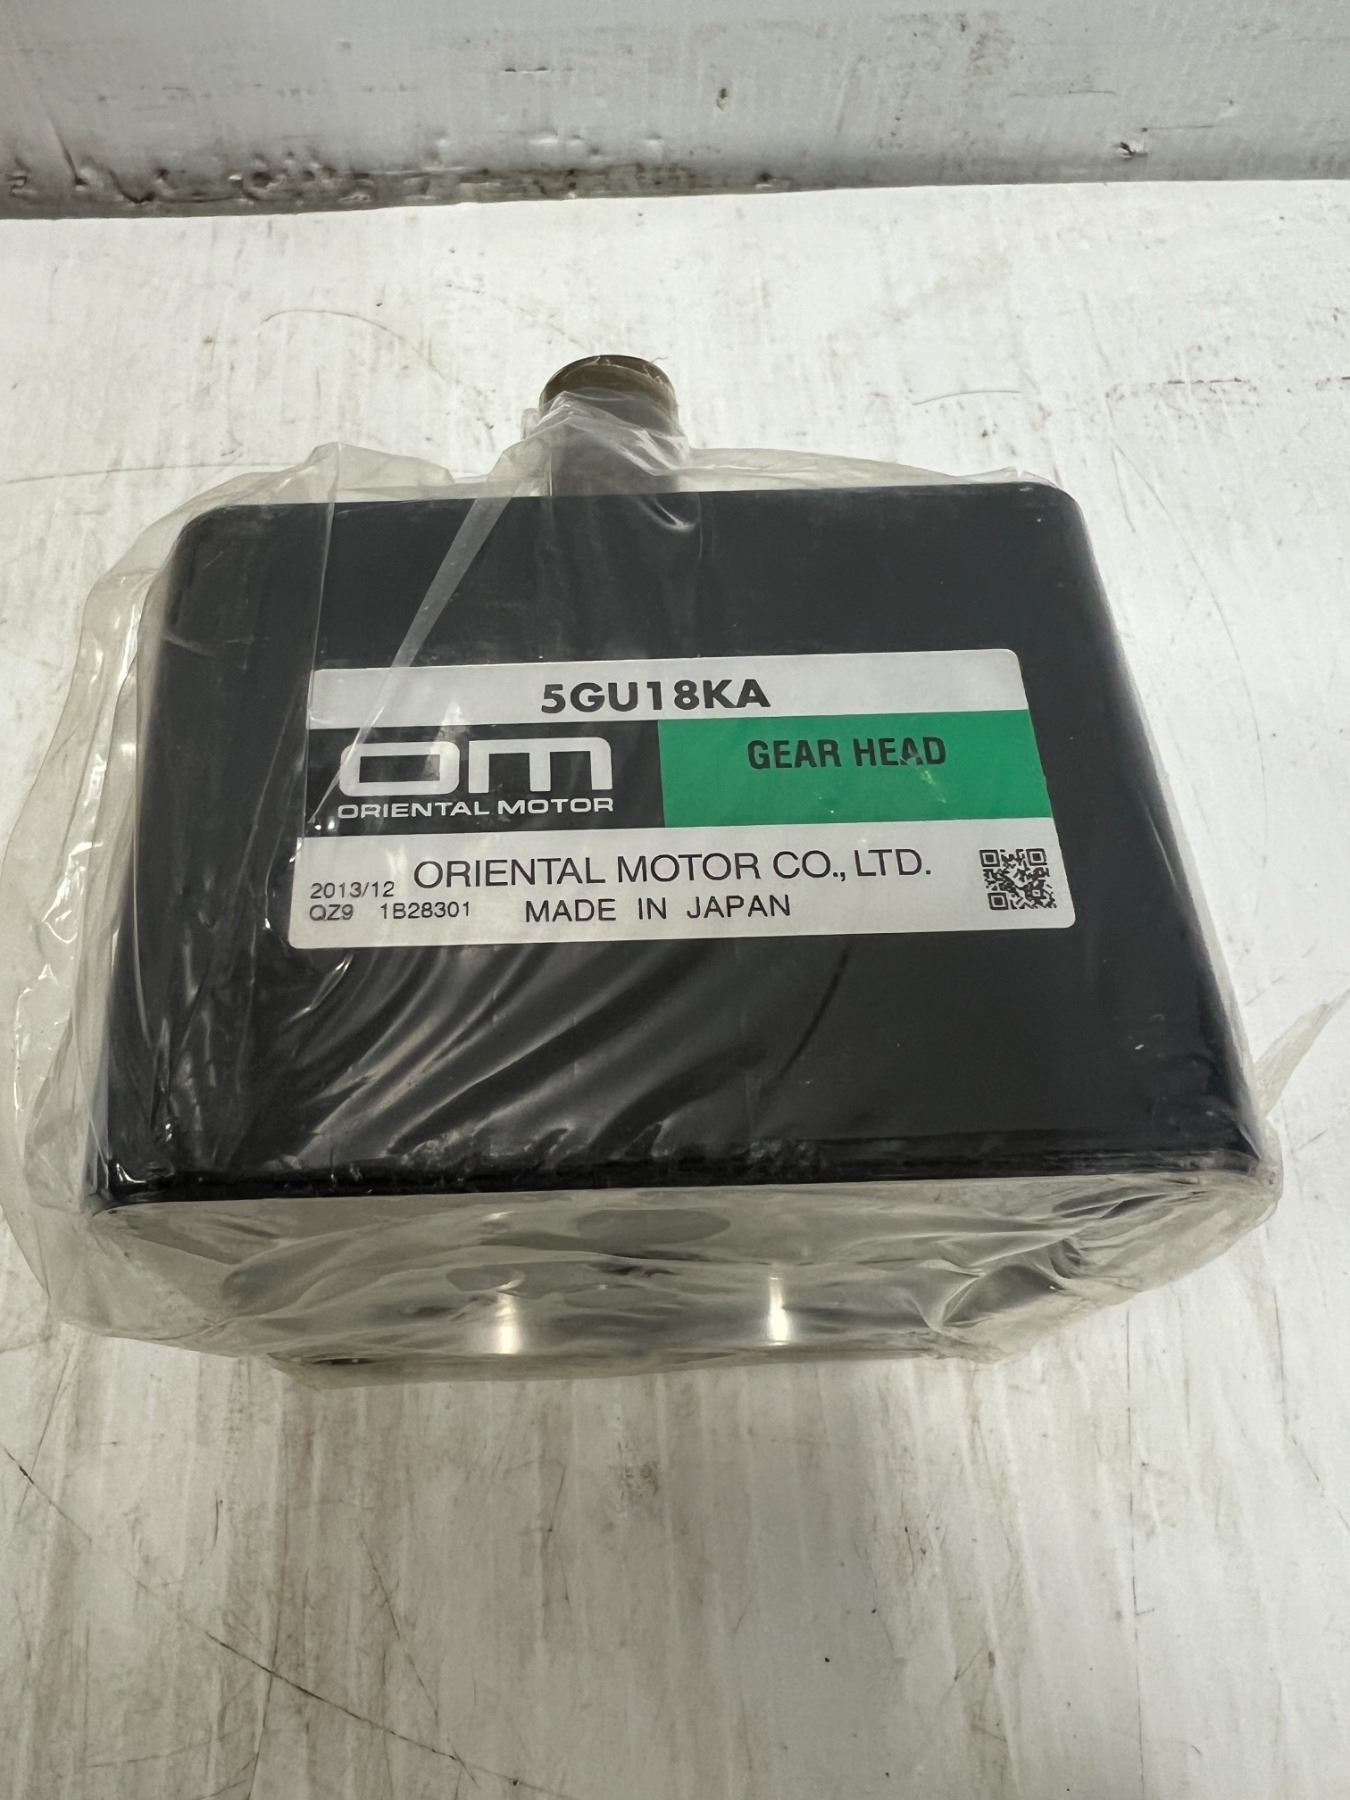 5GU18KA
OM GEAR HEAD
ORIENTAL MOTOR
2013/12 ORIENTAL MOTOR CO., LTD.
QZ9 1B28301 MADE IN JAPAN